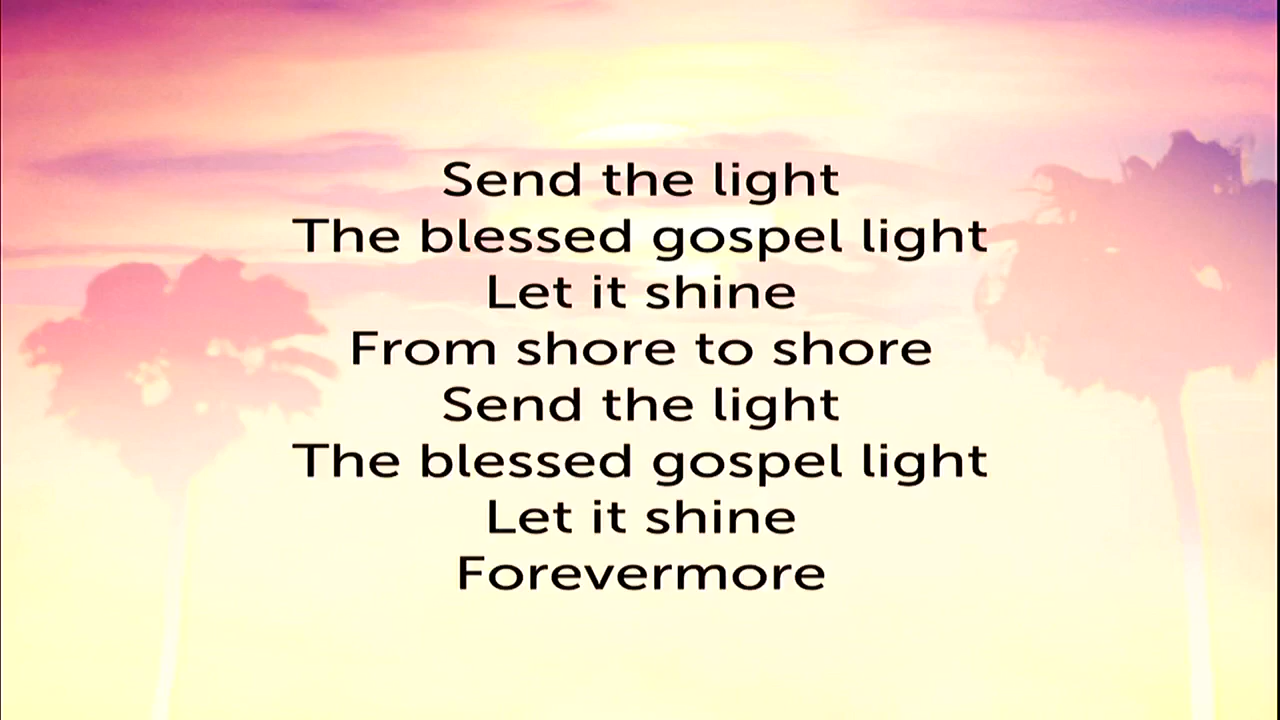 Send the light
The blessed gospel light
Let it shine
From shore to shore
Send the light
The blessed gospel light
Let it shine
Forevermore